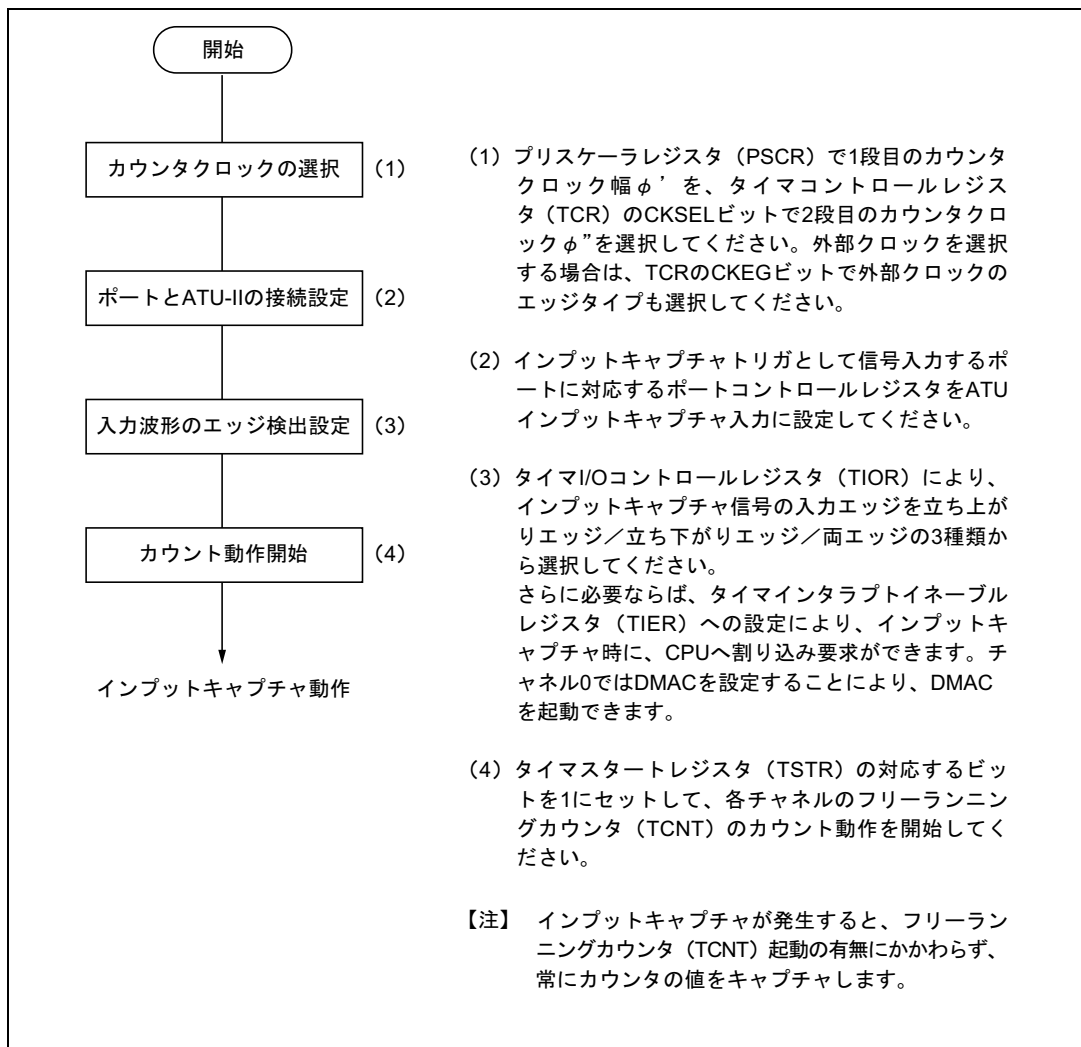 開始
カウンタクロックの選択 (1)
ポートとATU-IIの接続設定 (2)
入力波形のエッジ検出設定 (3)
カウント動作開始 (4)
インプットキャプチャ動作
(1) プリスケーラレジスタ（PSCR）で1段目のカウンタ
クロック幅φ’を、タイマコントロールレジス
タ（TCR）のCKSELビットで2段目のカウンタクロ
ックφ”を選択してください。外部クロックを選択
する場合は、TCRのCKEGビットで外部クロックの
エッジタイプも選択してください。
(2) インプットキャプチャトリガとして信号入力するポ
ートに対応するポートコントロールレジスタをATU
インプットキャプチャ入力に設定してください。
(3) タイマI/Oコントロールレジスタ（TIOR）により、
インプットキャプチャ信号の入力エッジを立ち上が
りエッジ／立ち下がりエッジ／両エッジの3種類か
ら選択してください。
さらに必要ならば、タイマインタラプトイネーブル
レジスタ（TIER）への設定により、インプットキ
ャプチャ時に、CPUへ割り込み要求ができます。チ
ャネル0ではDMACを設定することにより、DMAC
を起動できます。
(4) タイマスタートレジスタ（TSTR）の対応するビッ
トを1にセットして、各チャネルのフリーランニン
グカウンタ（TCNT）のカウント動作を開始してく
ださい。
【注】 インプットキャプチャが発生すると、フリーラン
ニングカウンタ（TCNT）起動の有無にかかわらず、
常にカウンタの値をキャプチャします。